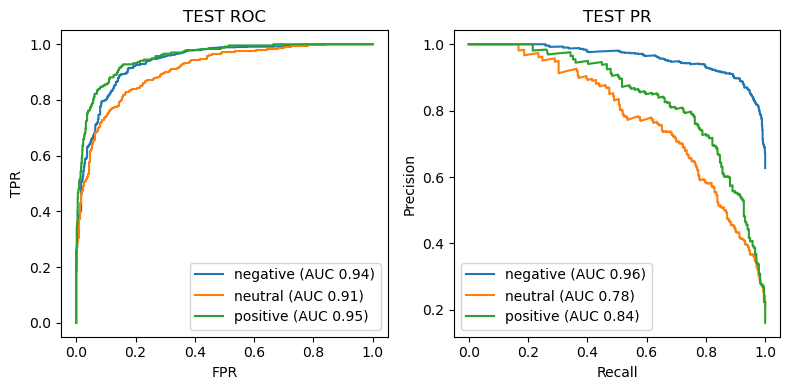 TEST ROC
1.0
0.8
0.6
0.4
0.2
0.0
TPR
0.0 0.2 0.4 0.6 0.8 1.0
FPR
negative (AUC 0.94)
neutral (AUC 0.91)
positive (AUC 0.95)
TEST PR
1.0
0.8
0.6
0.4
0.2
Precision
0.0 0.2 0.4 0.6 0.8 1.0
Recall
negative (AUC 0.96)
neutral (AUC 0.78)
positive (AUC 0.84)